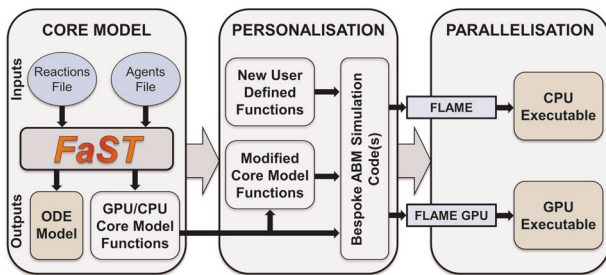 CORE MODEL
PERSONALISATION
PARALLELISATION
Inputs
Reactions
File
Agents
File
FaST
Outputs
ODE
Model
GPU/CPU
Core Model
Functions
New User
Defined
Functions
Modified
Core Model
Functions
Bespoke ABM Simulation
Code(s)
FLAME
CPU
Executable
FLAME GPU
GPU
Executable